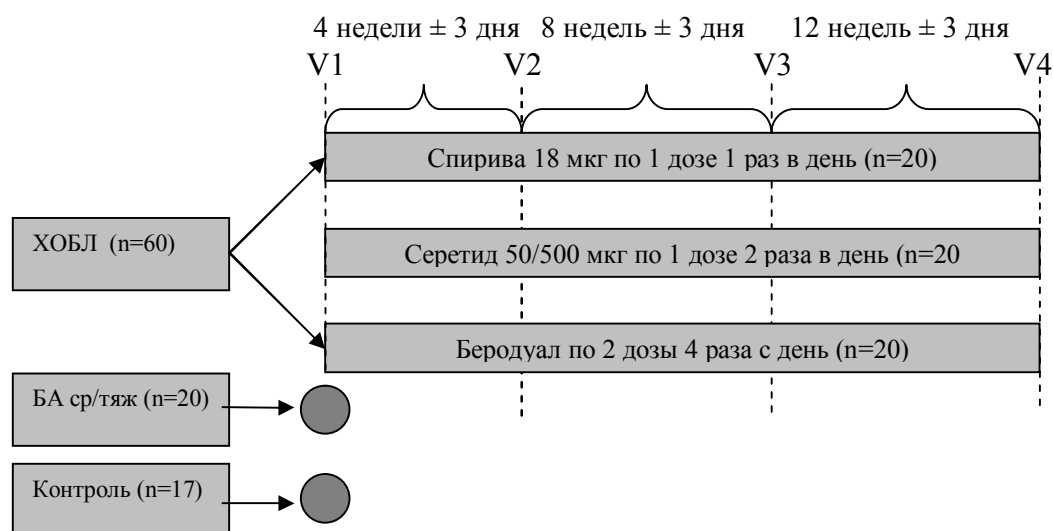 4 недели ± 3 дня 8 недель ± 3 дня 12 недель ± 3 дня
V1 V2 V3 V4
Спирива 18 мкг по 1 дозе 1 раз в день (n=20)
ХОБЛ (n=60)
Серетид 50/500 мкг по 1 дозе 2 раза в день (n=20
Беродуал по 2 дозы 4 раза с день (n=20)
БА ср/тяж (n=20)
Контроль (n=17)